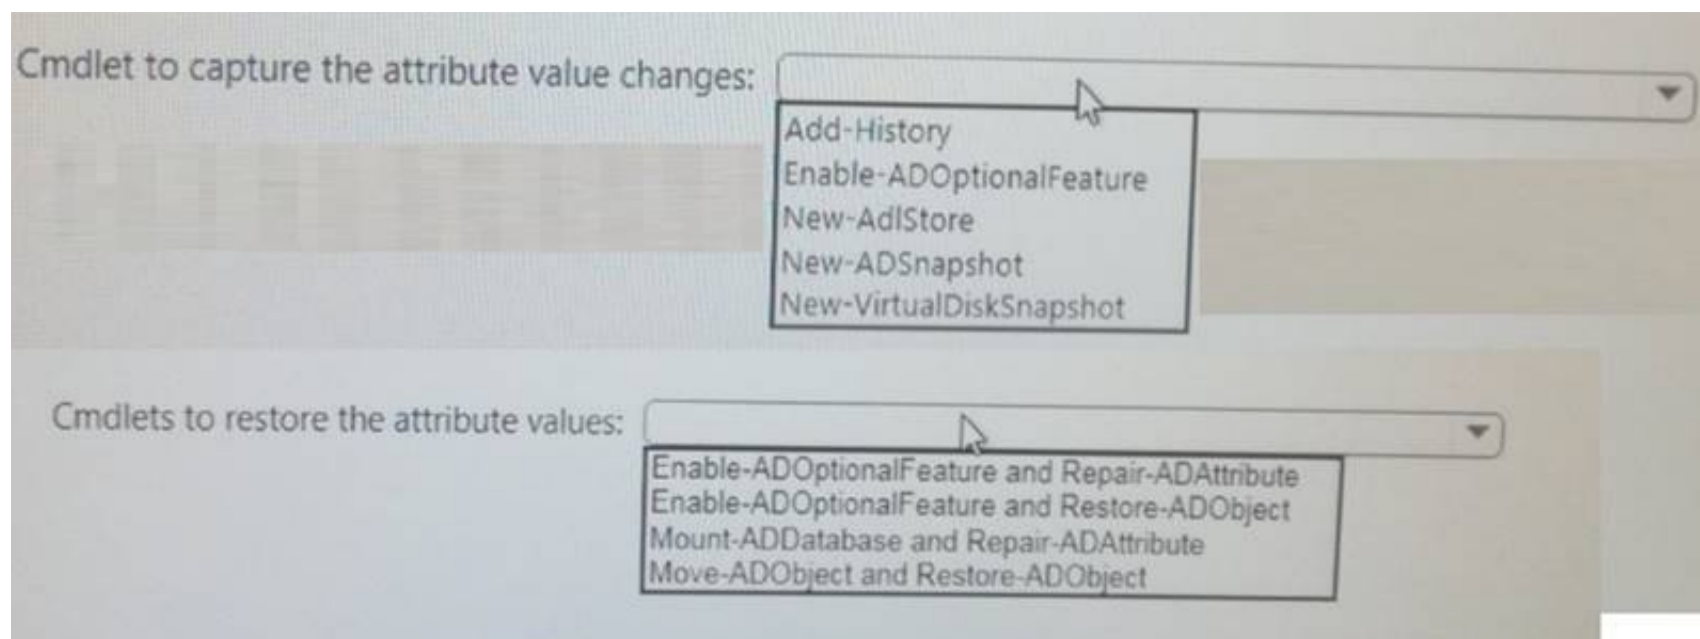 Cmdlet to capture the attribute value changes:
Add-History
Enable-ADOptionalFeature
New-AdlStore
New-ADSnapshot
New-VirtualDiskSnapshot
Cmdlets to restore the attribute values:
Enable-ADOptionalFeature and Repair-ADAttribute
Enable-ADOptionalFeature and Restore-ADObject
Mount-ADDatabase and Repair-ADAttribute
Move-ADObject and Restore-ADObject